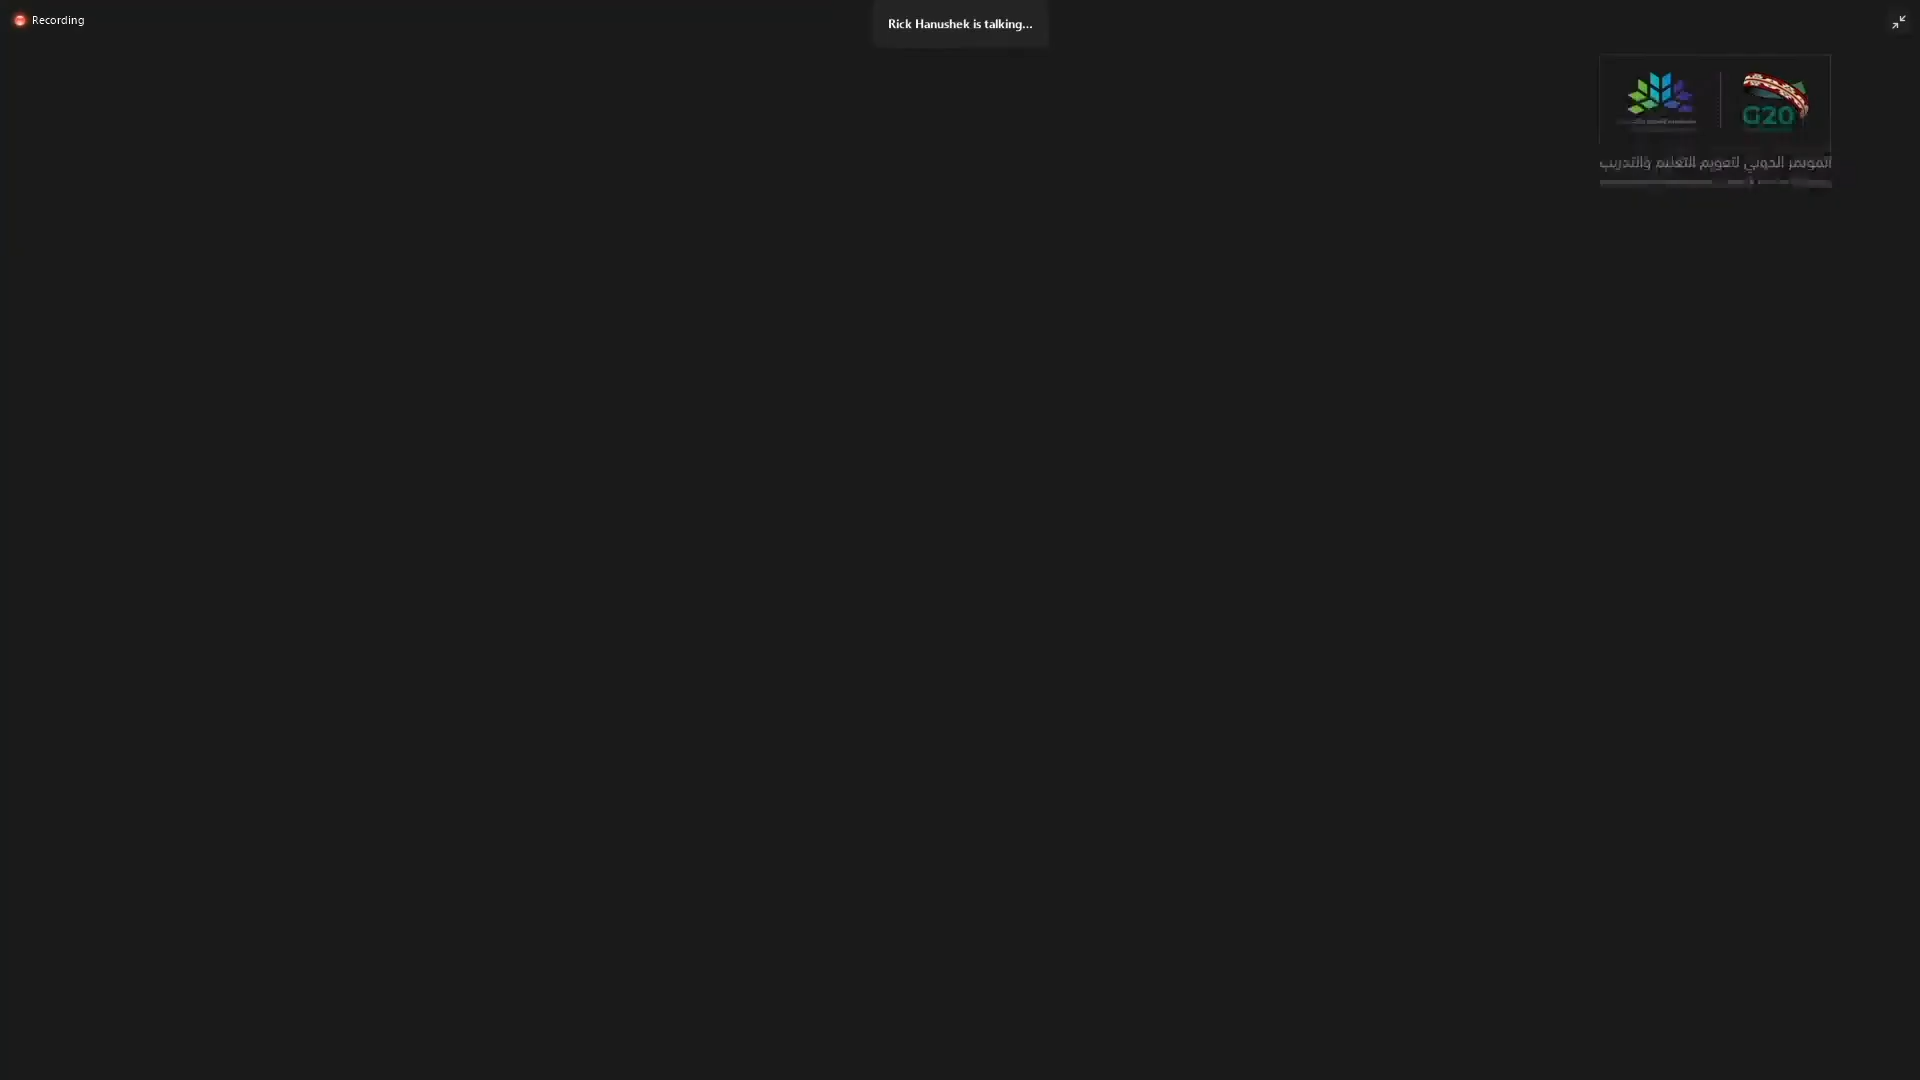 Recording
Rick Hanushek is talking...
G20
المؤتمر الدولي لتقويم التعليم والتدريب